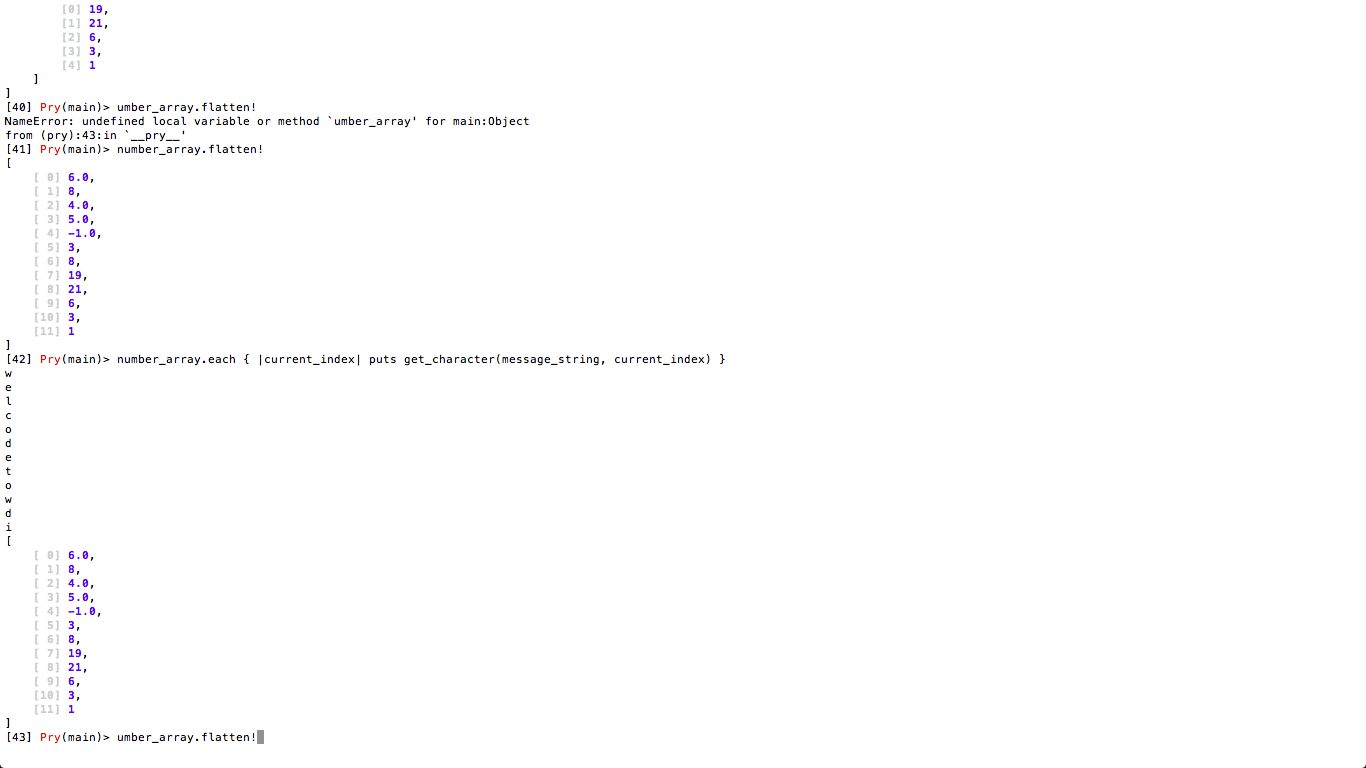 [0] 19,
        [1] 21,
        [2] 6,
        [3] 3,
        [4] 1
    ]
]
[40] Pry(main)> umber_array.flatten!
NameError: undefined local variable or method `umber_array' for main:Object
from (pry):43:in `__pry__'
[41] Pry(main)> number_array.flatten!
[
    [ 0] 6.0,
    [ 1] 8,
    [ 2] 4.0,
    [ 3] 5.0,
    [ 4] -1.0,
    [ 5] 3,
    [ 6] 8,
    [ 7] 19,
    [ 8] 21,
    [ 9] 6,
    [10] 3,
    [11] 1
]
[42] Pry(main)> number_array.each { |current_index| puts get_character(message_string, current_index) }
w
e
l
c
o
d
e
t
o
w
d
i
[
    [ 0] 6.0,
    [ 1] 8,
    [ 2] 4.0,
    [ 3] 5.0,
    [ 4] -1.0,
    [ 5] 3,
    [ 6] 8,
    [ 7] 19,
    [ 8] 21,
    [ 9] 6,
    [10] 3,
    [11] 1
]
[43] Pry(main)> umber_array.flatten!